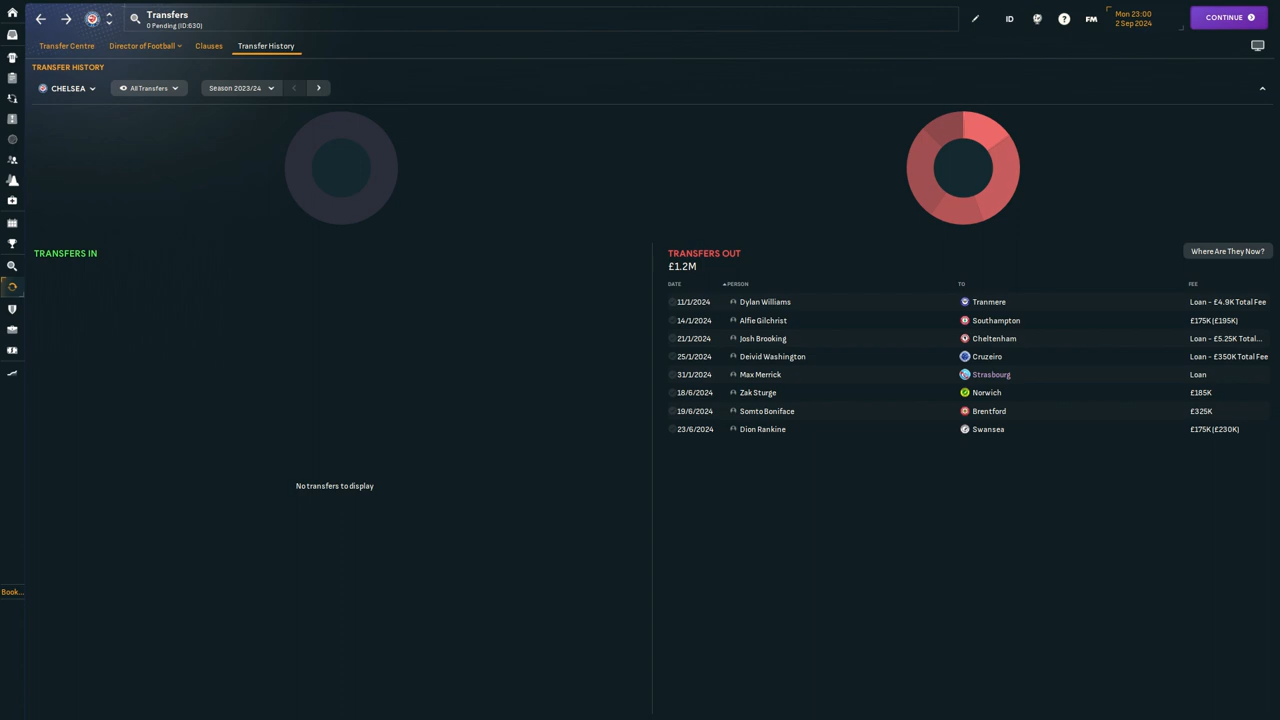 Transfers
0 Pending (ID:630)
ID
FM
Mon 23:00
2 Sep 2024
CONTINUE
Transfer Centre
Director of Football
Clauses
Transfer History
TRANSFER HISTORY
CHELSEA
All Transfers
Season 2023/24
TRANSFERS IN
No transfers to display
TRANSFERS OUT
£1.2M
Where Are They Now?
DATE PERSON TO FEE
11/1/2024 Dylan Williams Tranmere Loan - £4.9K Total Fee
14/1/2024 Alfie Gilchrist Southampton £175K (£195K)
21/1/2024 Josh Brooking Cheltenham Loan - £5.25K Total...
25/1/2024 Deivid Washington Cruzeiro Loan - £350K Total Fee
31/1/2024 Max Merrick Strasbourg Loan
18/6/2024 Zak Sturge Norwich £185K
19/6/2024 Somto Boniface Brentford £325K
23/6/2024 Dion Rankine Swansea £175K (£230K)
Book...